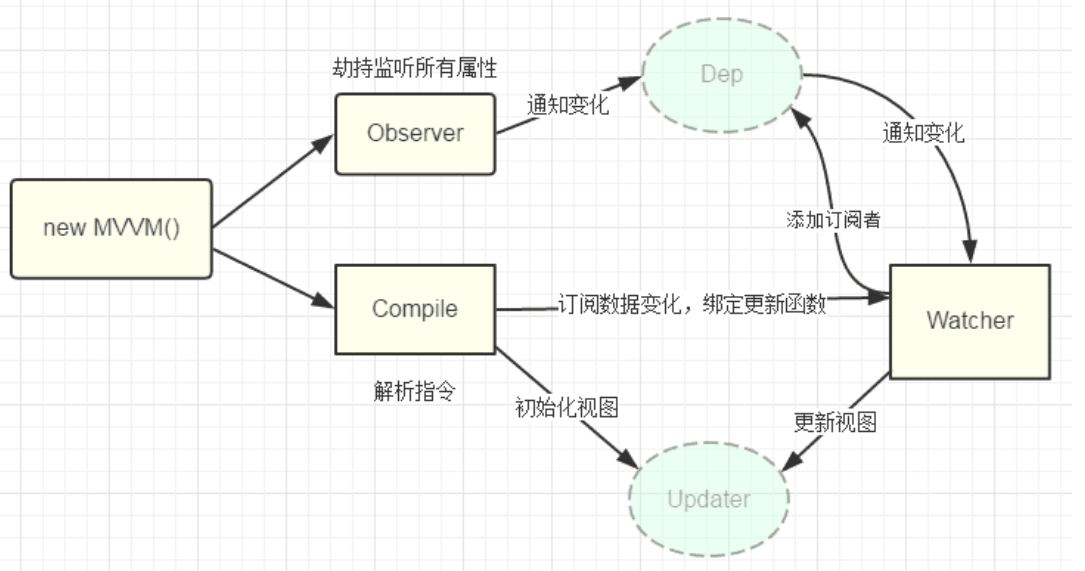 劫持监听所有属性
Observer
通知变化
Dep
通知变化
new MVVM()
添加订阅者
Compile
订阅数据变化，绑定更新函数
Watcher
解析指令
初始化视图
更新视图
Updater